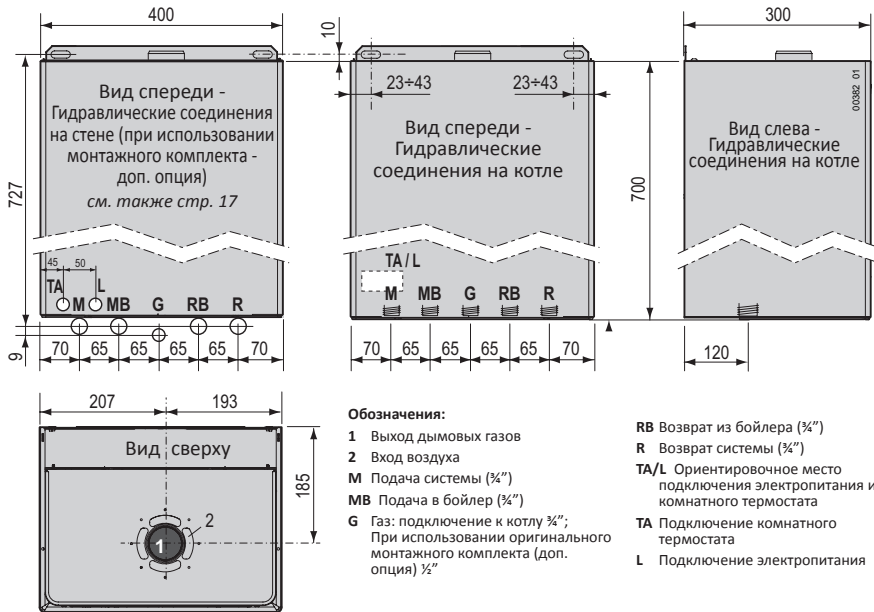 400
10
300
727
Вид спереди -
Гидравлические соединения
на стене (при использовании
монтажного комплекта -
доп. опция)
см. также стр. 17
45
50
TA
L
M
MB
G
RB
R
9
70
65
65
65
65
70
23÷43
23÷43
Вид спереди -
Гидравлические
соединения на котле
TA / L
M
MB
G
RB
R
70
65
65
65
65
70
700
00382 01
Вид слева -
Гидравлические
соединения на котле
120
207
193
Вид сверху
185
1
2
Обозначения:
1 Выход дымовых газов
2 Вход воздуха
M Подача системы (¾”)
MB Подача в бойлер (¾”)
G Газ: подключение к котлу ¾”;
При использовании оригинального
монтажного комплекта (доп.
опция) ½”
RB Возврат из бойлера (¾”)
R Возврат системы (¾”)
TA/L Ориентировочное место
подключения электропитания и
комнатного термостата
TA Подключение комнатного
термостата
L Подключение электропитания